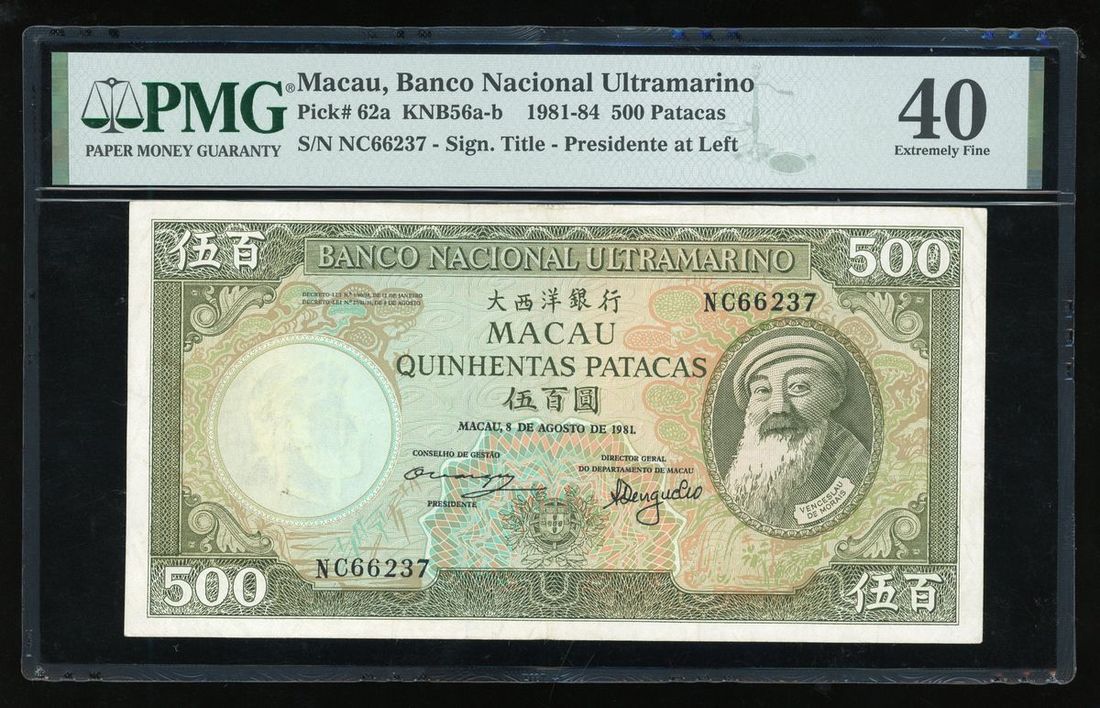 PMG®
PAPER MONEY GUARANTY
Macau, Banco Nacional Ultramarino
Pick# 62a KNB56a-b 1981-84 500 Patacas
S/N NC66237 - Sign. Title - Presidente at Left
40
Extremely Fine
伍百
BANCO NACIONAL ULTRAMARINO
500
大西洋銀行
NC66237
MACAU
QUINHENTAS PATACAS
伍百圓
MACAU, 8 DE AGOSTO DE 1981.
CONSELHO DE GESTÃO
PRESIDENTE
DIRECTOR GERAL
DO DEPARTAMENTO DE MACAU
VENCESLAU
DE MORAIS
NC66237
500
伍百